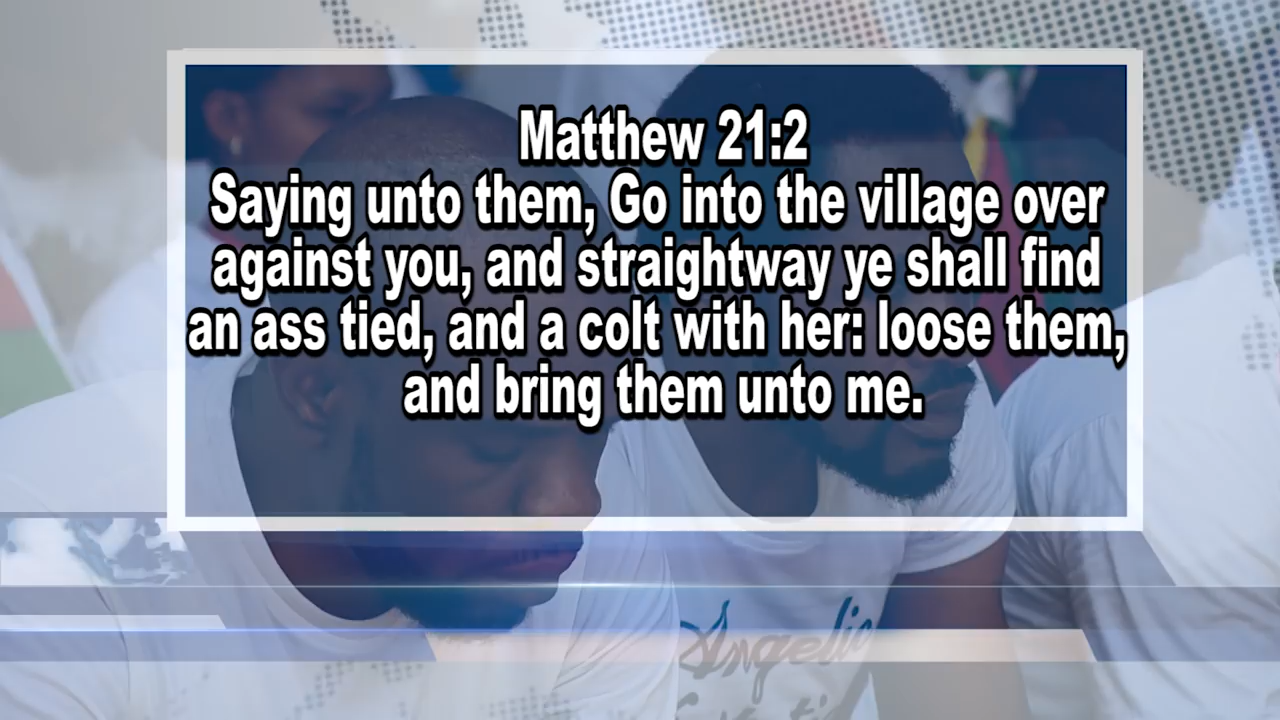 Matthew 21:2
Saying unto them, Go into the village over
against you, and straightway ye shall find
an ass tied, and a colt with her: loose them,
and bring them unto me.
Angelic